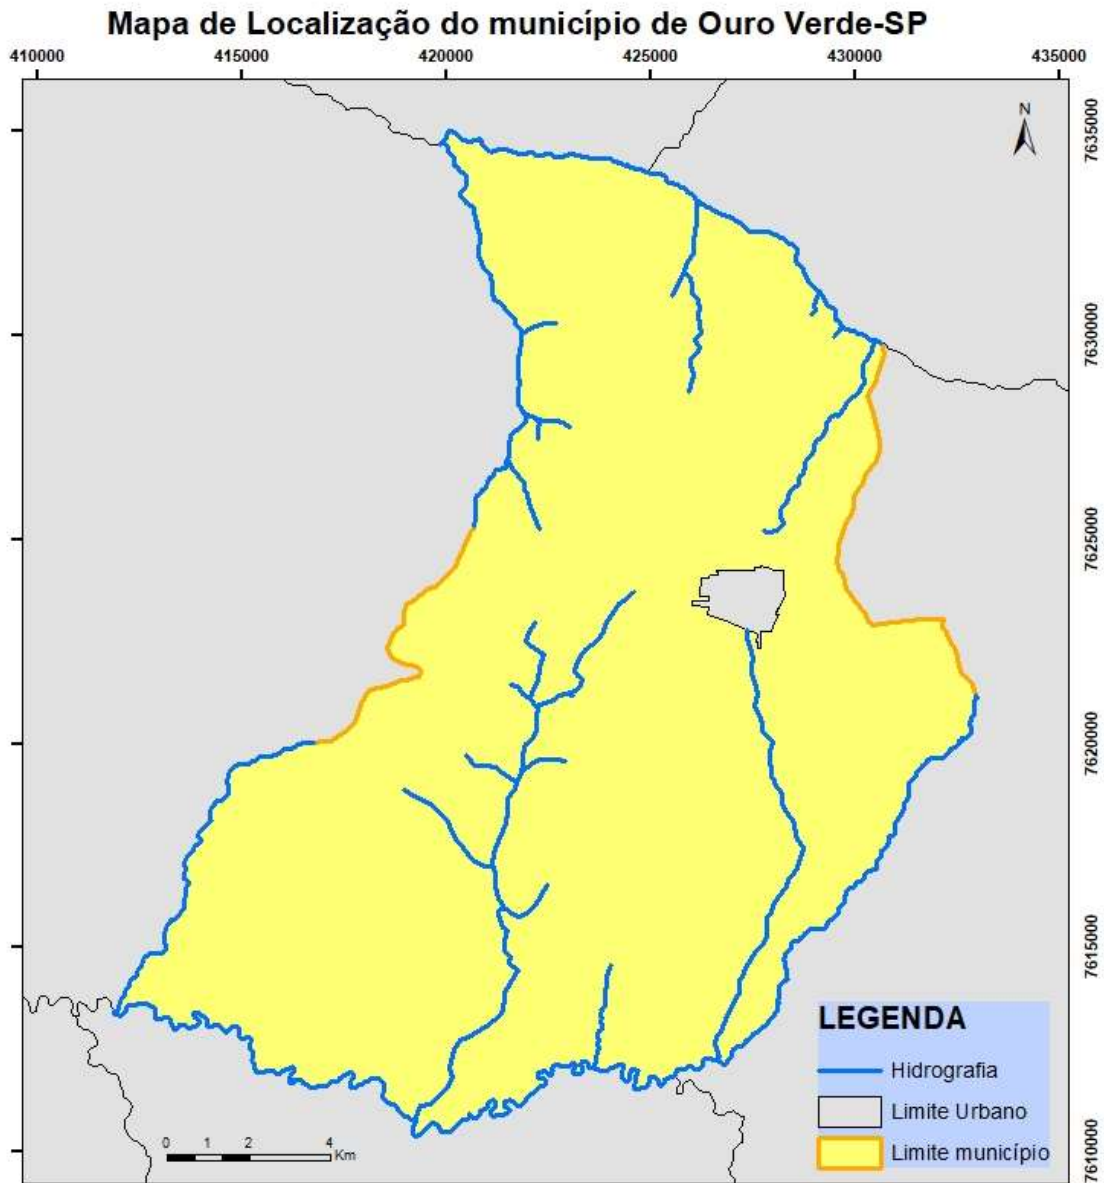 Mapa de Localização do município de Ouro Verde-SP
410000 415000 420000 425000 430000 435000
N
7635000
7630000
7625000
7620000
7615000
7610000
LEGENDA
Hidrografia
Limite Urbano
Limite município
0 1 2 4
Km